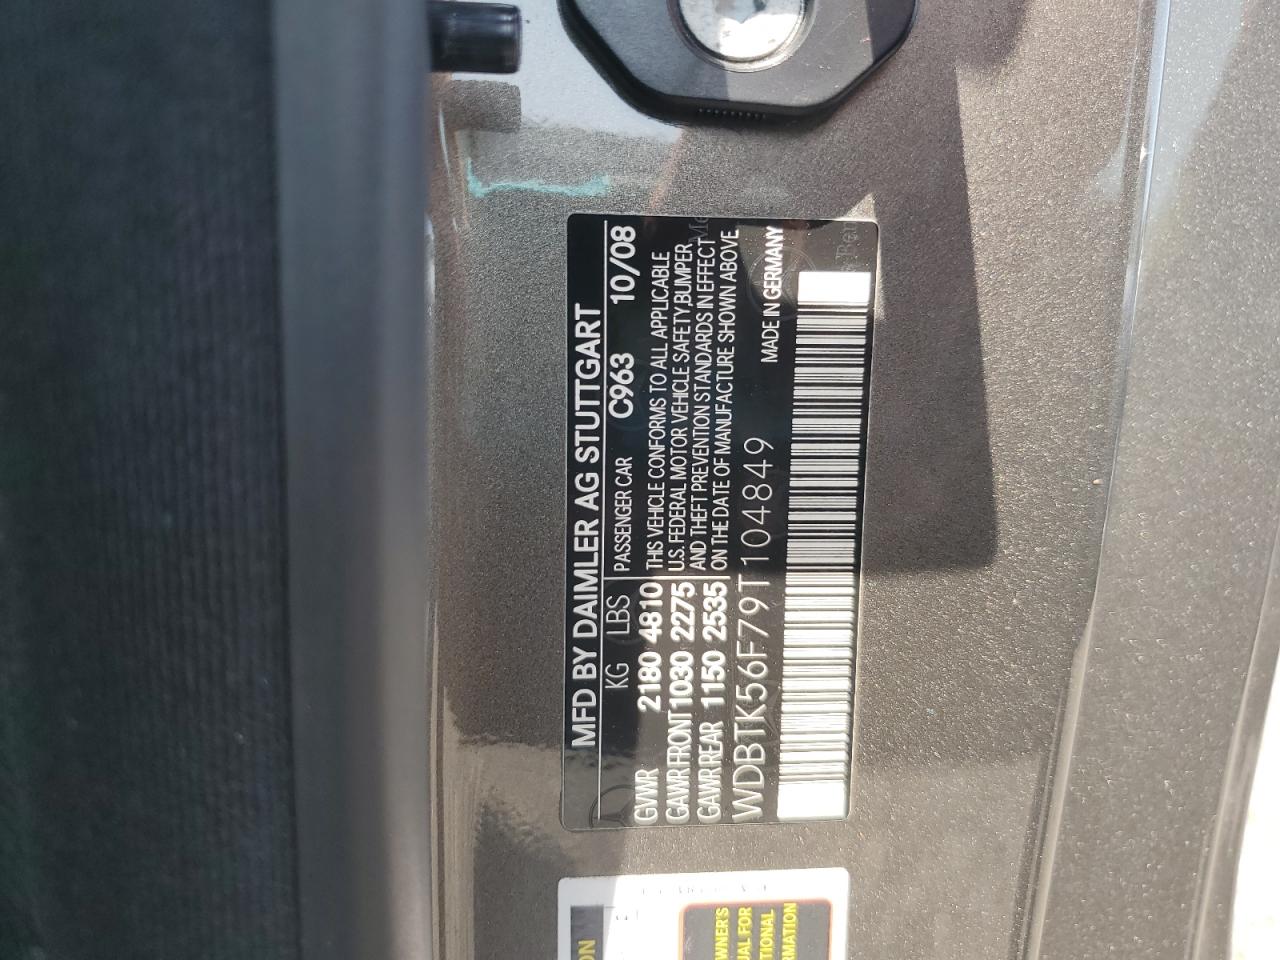 MFD BY DAIMLER AG STUTTGART
KG LBS PASSENGER CAR C963 10/08
GVWR 2180 4810
GAWR FRONT 1030 2275
GAWR REAR 1150 2535
THIS VEHICLE CONFORMS TO ALL APPLICABLE
U.S. FEDERAL MOTOR VEHICLE SAFETY,BUMPER,
AND THEFT PREVENTION STANDARDS IN EFFECT
ON THE DATE OF MANUFACTURE SHOWN ABOVE.
WDBTK56F79T104849 MADE IN GERMANY